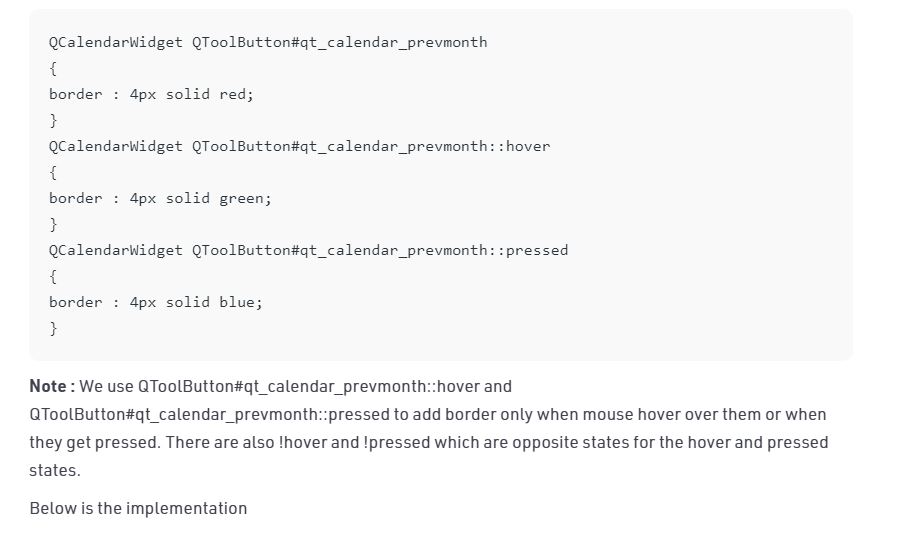 QCalendarWidget QToolButton#qt_calendar_prevmonth
{
border : 4px solid red;
}
QCalendarWidget QToolButton#qt_calendar_prevmonth::hover
{
border : 4px solid green;
}
QCalendarWidget QToolButton#qt_calendar_prevmonth::pressed
{
border : 4px solid blue;
}
Note : We use QToolButton#qt_calendar_prevmonth::hover and
QToolButton#qt_calendar_prevmonth::pressed to add border only when mouse hover over them or when
they get pressed. There are also !hover and !pressed which are opposite states for the hover and pressed
states.
Below is the implementation